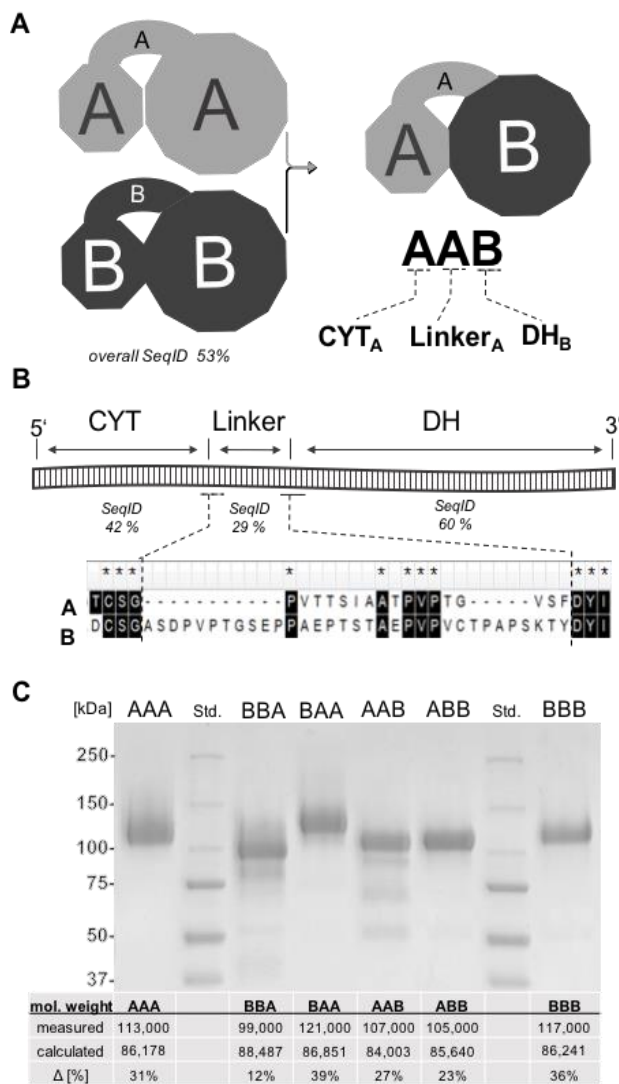 A
A
A A
B
B B
overall SeqID 53%
A
A B
AAB
CYT_A Linker_A DH_B
B
5' CYT Linker DH 3'
SeqID 42 % SeqID 29 % SeqID 60 %
* * * * * * * * * * *
A TCSG------------PVTTSIAATPVPTG-----VSFDYI
B DCSGASDPVPTGSEPPAEPTSTAEPVPVCTPAPSKTYDYI
C
[kDa] AAA Std. BBA BAA AAB ABB Std. BBB
250-
150-
100-
75-
50-
37-
mol. weight AAA BBA BAA AAB ABB BBB
measured 113,000 99,000 121,000 107,000 105,000 117,000
calculated 86,178 88,487 86,851 84,003 85,640 86,241
Δ [%] 31% 12% 39% 27% 23% 36%